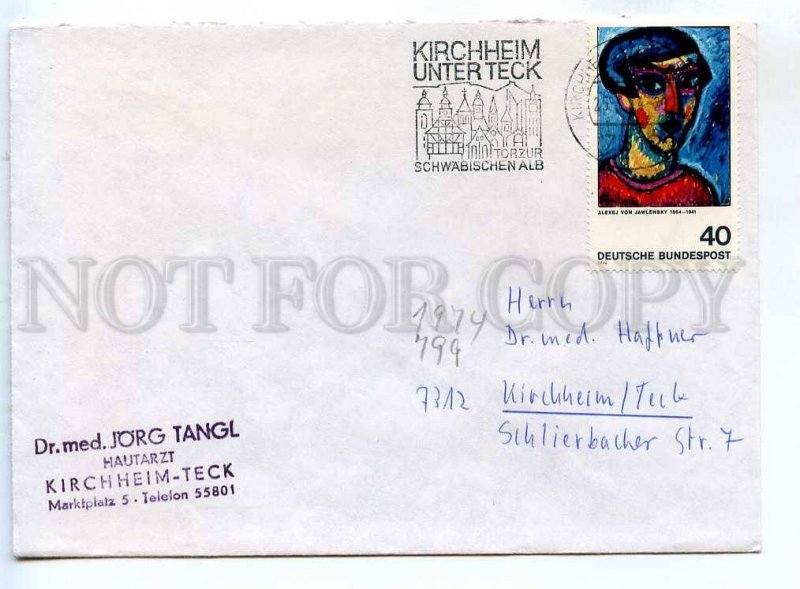 KIRCHHEIM
UNTER TECK
TOR ZUR
SCHWÄBISCHEN ALB
ALEXEJ VON JAWLENSKY 1864–1941
40
DEUTSCHE BUNDESPOST
1974
NOT FOR COPY
Herrn
Dr. med. Haffner
7312 Kirchheim/Teck
Schlierbacher Str. 7
1974
799
Dr. med. JÖRG TANGL
HAUTARZT
KIRCHHEIM-TECK
Marktplatz 5 · Telefon 55801